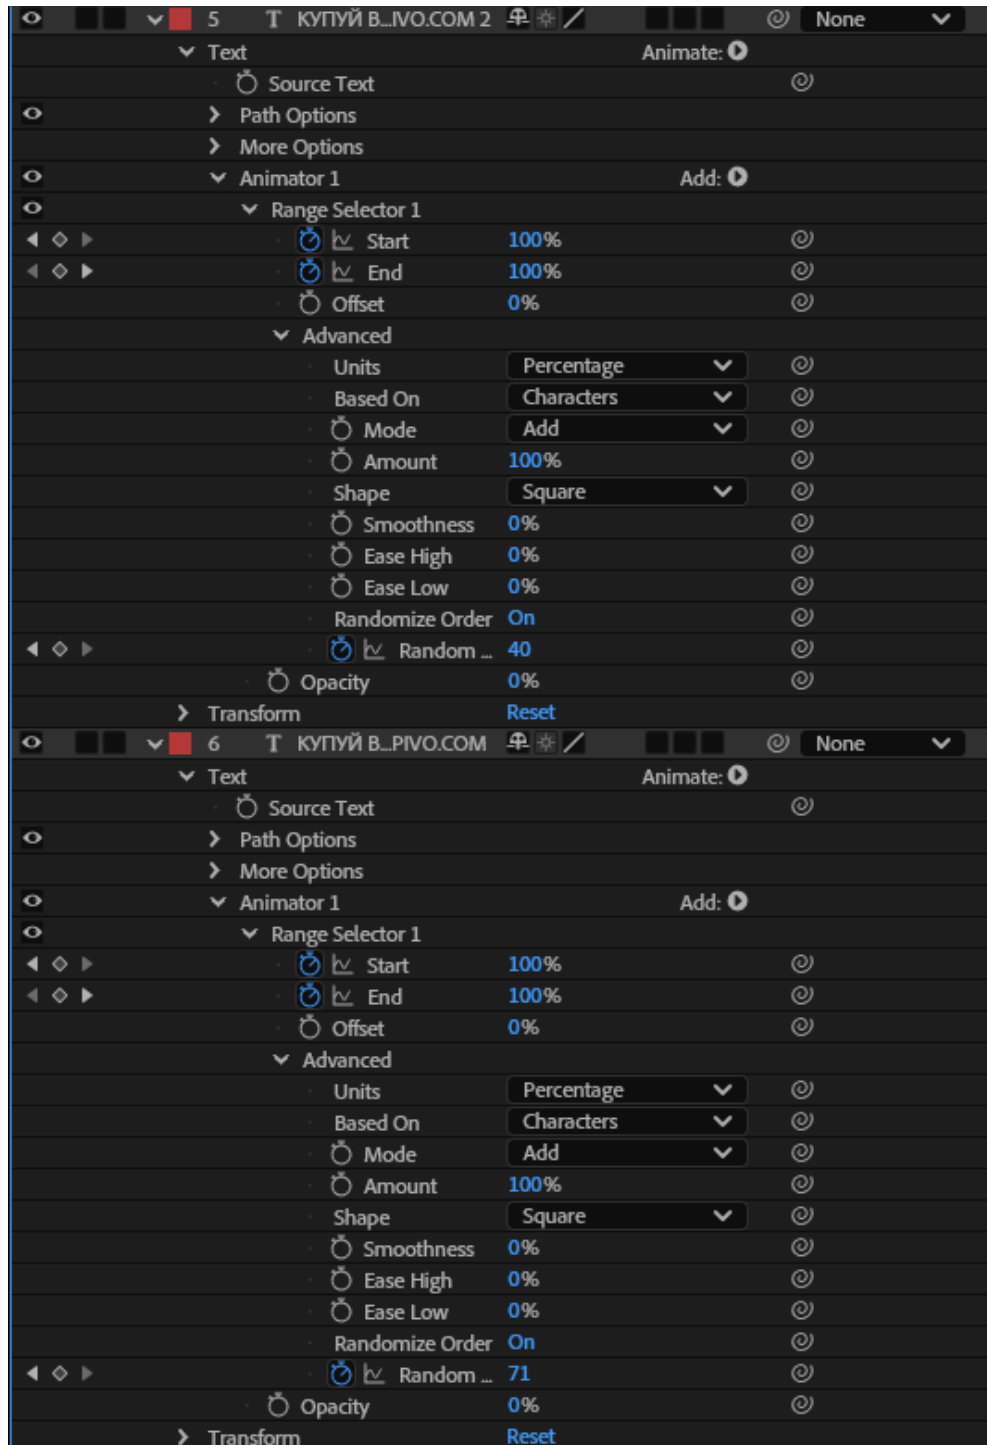 5 T КУПУЙ В...IVO.COM 2 None
Text Animate:
Source Text
Path Options
More Options
Animator 1 Add:
Range Selector 1
Start 100%
End 100%
Offset 0%
Advanced
Units Percentage
Based On Characters
Mode Add
Amount 100%
Shape Square
Smoothness 0%
Ease High 0%
Ease Low 0%
Randomize Order On
Random ... 40
Opacity 0%
Transform Reset
6 T КУПУЙ В...PIVO.COM None
Text Animate:
Source Text
Path Options
More Options
Animator 1 Add:
Range Selector 1
Start 100%
End 100%
Offset 0%
Advanced
Units Percentage
Based On Characters
Mode Add
Amount 100%
Shape Square
Smoothness 0%
Ease High 0%
Ease Low 0%
Randomize Order On
Random ... 71
Opacity 0%
Transform Reset